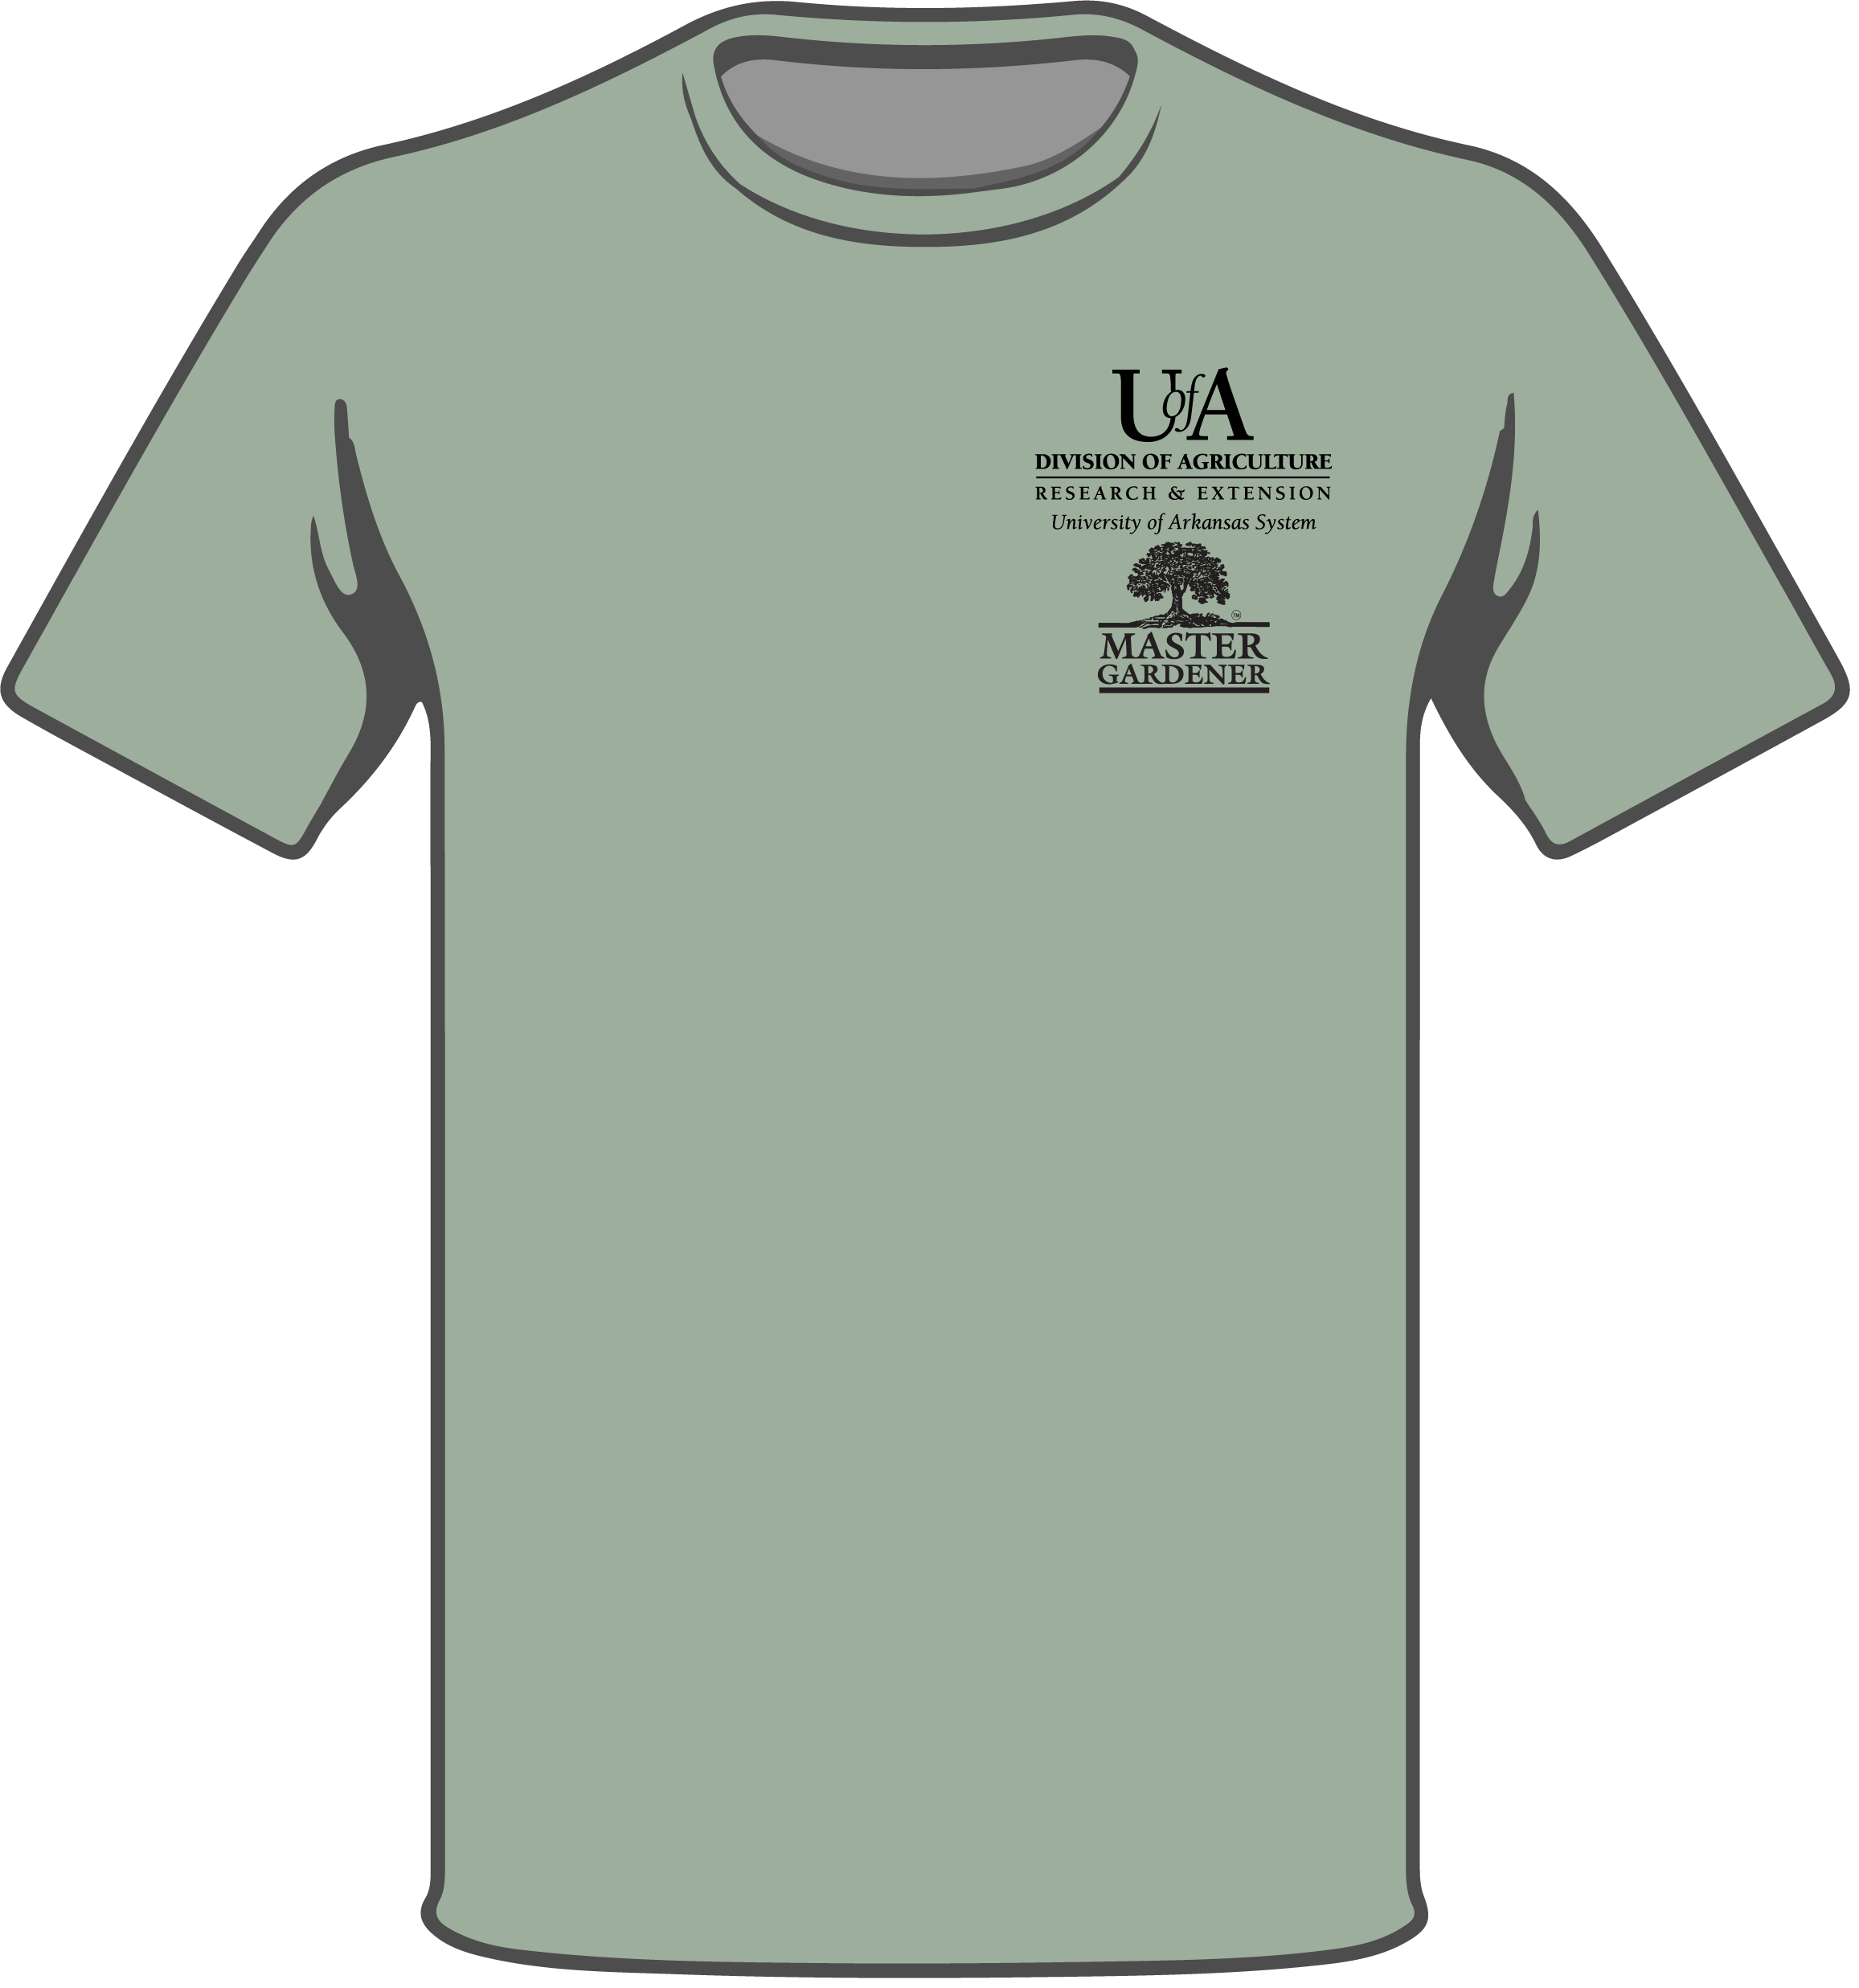 UofA
DIVISION OF AGRICULTURE
RESEARCH & EXTENSION
University of Arkansas System
TM
MASTER
GARDENER